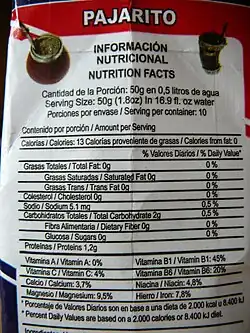 PAJARITO
INFORMACIÓN
NUTRICIONAL
NUTRITION FACTS
Cantidad de la Porción: 50g en 0,5 litros de agua
Serving Size: 50g (1.8oz) In 16.9 fl. oz water
Porciones por envase / Serving per container: 10
Contenido por porción / Amount per Serving
Calorías / Calories: 13 Calorías proveniente de grasas / Calories from fat: 0
% Valores Diarios / % Daily Value*
Grasas Totales / Total Fat: 0g 0 %
Grasas Saturadas / Saturated Fat 0g 0 %
Grasas Trans / Trans Fat 0g 0 %
Colesterol / Cholesterol 0g 0 %
Sodio / Sodium 5.1 mg 0,5 %
Carbohidratos Totales / Total Carbohydrate 2g 0,5 %
Fibra Alimentaria / Dietary Fiber 0g 0 %
Glucose / Sugars 0g 0 %
Proteína / Proteins 1,2g
Vitamina A / Vitamin A: 0% Vitamina B1 / Vitamin B1: 45%
Vitamina C / Vitamin C: 4% Vitamina B6 / Vitamin B6: 20%
Calcio / Calcium: 3,7% Niacina / Niacin: 4,8%
Magnesio / Magnesium: 9,5% Hierro / Iron: 7,8%
* Porcentaje de Valores Diarios son en base a una dieta de 2.000 kcal u 8.400 kJ
* Percent Daily Values are based on a 2.000 calories or 8.400 kJ diet.